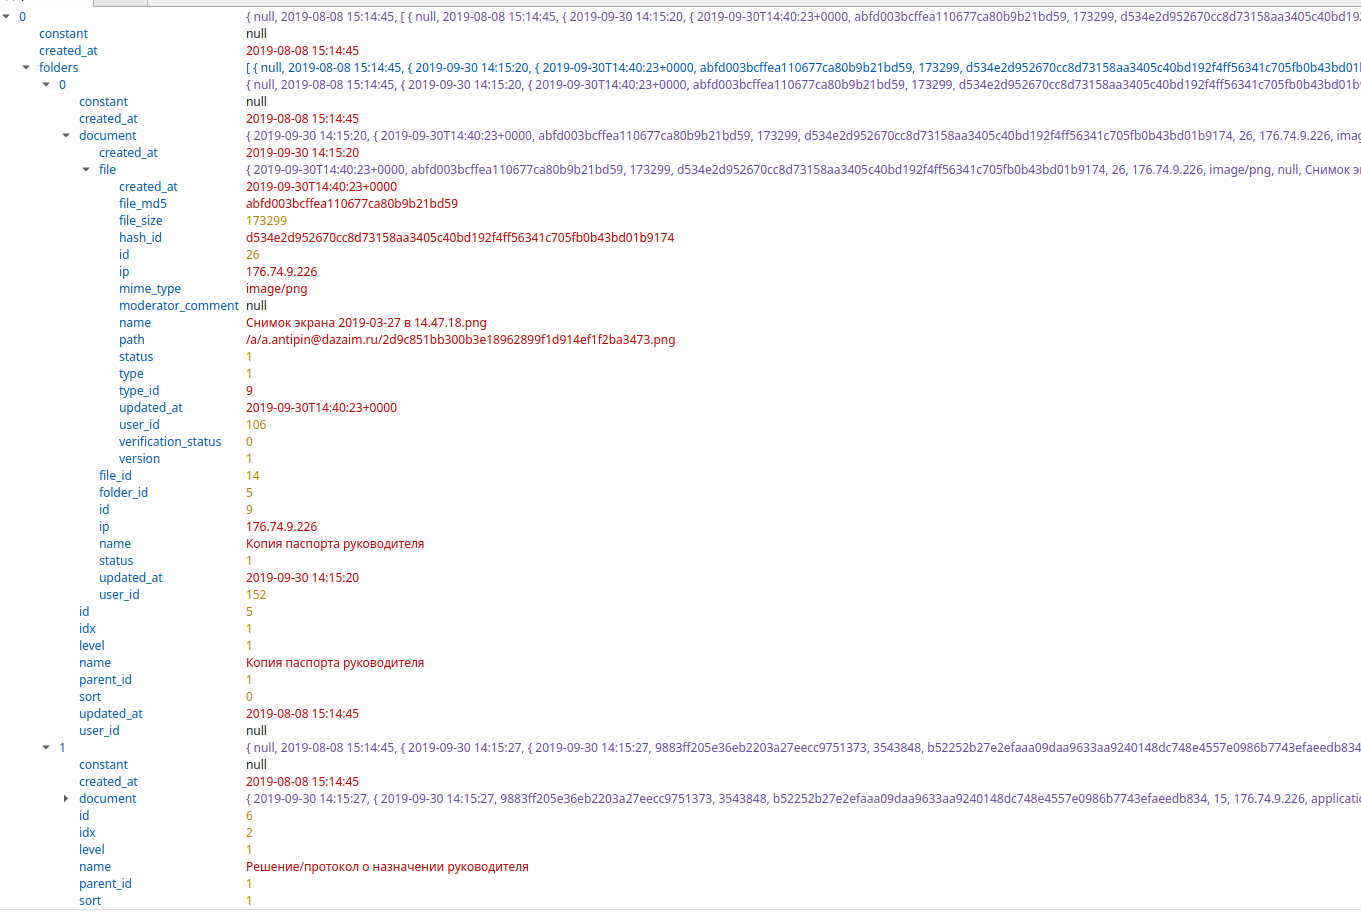 0 { null, 2019-08-08 15:14:45, [ { null, 2019-08-08 15:14:45, { 2019-09-30 14:15:20, { 2019-09-30T14:40:23+0000, abfd003bcffea110677ca80b9b21bd59, 173299, d534e2d952670cc8d73158aa3405c40bd192
constant null
created_at 2019-08-08 15:14:45
folders [ { null, 2019-08-08 15:14:45, { 2019-09-30 14:15:20, { 2019-09-30T14:40:23+0000, abfd003bcffea110677ca80b9b21bd59, 173299, d534e2d952670cc8d73158aa3405c40bd192f4ff56341c705fb0b43bd01
0 { null, 2019-08-08 15:14:45, { 2019-09-30 14:15:20, { 2019-09-30T14:40:23+0000, abfd003bcffea110677ca80b9b21bd59, 173299, d534e2d952670cc8d73158aa3405c40bd192f4ff56341c705fb0b43bd01b9
constant null
created_at 2019-08-08 15:14:45
document { 2019-09-30 14:15:20, { 2019-09-30T14:40:23+0000, abfd003bcffea110677ca80b9b21bd59, 173299, d534e2d952670cc8d73158aa3405c40bd192f4ff56341c705fb0b43bd01b9174, 26, 176.74.9.226, imag
created_at 2019-09-30 14:15:20
file { 2019-09-30T14:40:23+0000, abfd003bcffea110677ca80b9b21bd59, 173299, d534e2d952670cc8d73158aa3405c40bd192f4ff56341c705fb0b43bd01b9174, 26, 176.74.9.226, image/png, null, Снимок э
created_at 2019-09-30T14:40:23+0000
file_md5 abfd003bcffea110677ca80b9b21bd59
file_size 173299
hash_id d534e2d952670cc8d73158aa3405c40bd192f4ff56341c705fb0b43bd01b9174
id 26
ip 176.74.9.226
mime_type image/png
moderator_comment null
name Снимок экрана 2019-03-27 в 14.47.18.png
path /a/a.antipin@dazaim.ru/2d9c851bb300b3e18962899f1d914ef1f2ba3473.png
status 1
type 1
type_id 9
updated_at 2019-09-30T14:40:23+0000
user_id 106
verification_status 0
version 1
file_id 14
folder_id 5
id 9
ip 176.74.9.226
name Копия паспорта руководителя
status 1
updated_at 2019-09-30 14:15:20
user_id 152
id 5
idx 1
level 1
name Копия паспорта руководителя
parent_id 1
sort 0
updated_at 2019-08-08 15:14:45
user_id null
1 { null, 2019-08-08 15:14:45, { 2019-09-30 14:15:27, { 2019-09-30 14:15:27, 9883ff205e36eb2203a27eecc9751373, 3543848, b52252b27e2efaaa09daa9633aa9240148dc748e4557e0986b7743efaeedb834
constant null
created_at 2019-08-08 15:14:45
document { 2019-09-30 14:15:27, { 2019-09-30 14:15:27, 9883ff205e36eb2203a27eecc9751373, 3543848, b52252b27e2efaaa09daa9633aa9240148dc748e4557e0986b7743efaeedb834, 15, 176.74.9.226, applicatio
id 6
idx 2
level 1
name Решение/протокол о назначении руководителя
parent_id 1
sort 1